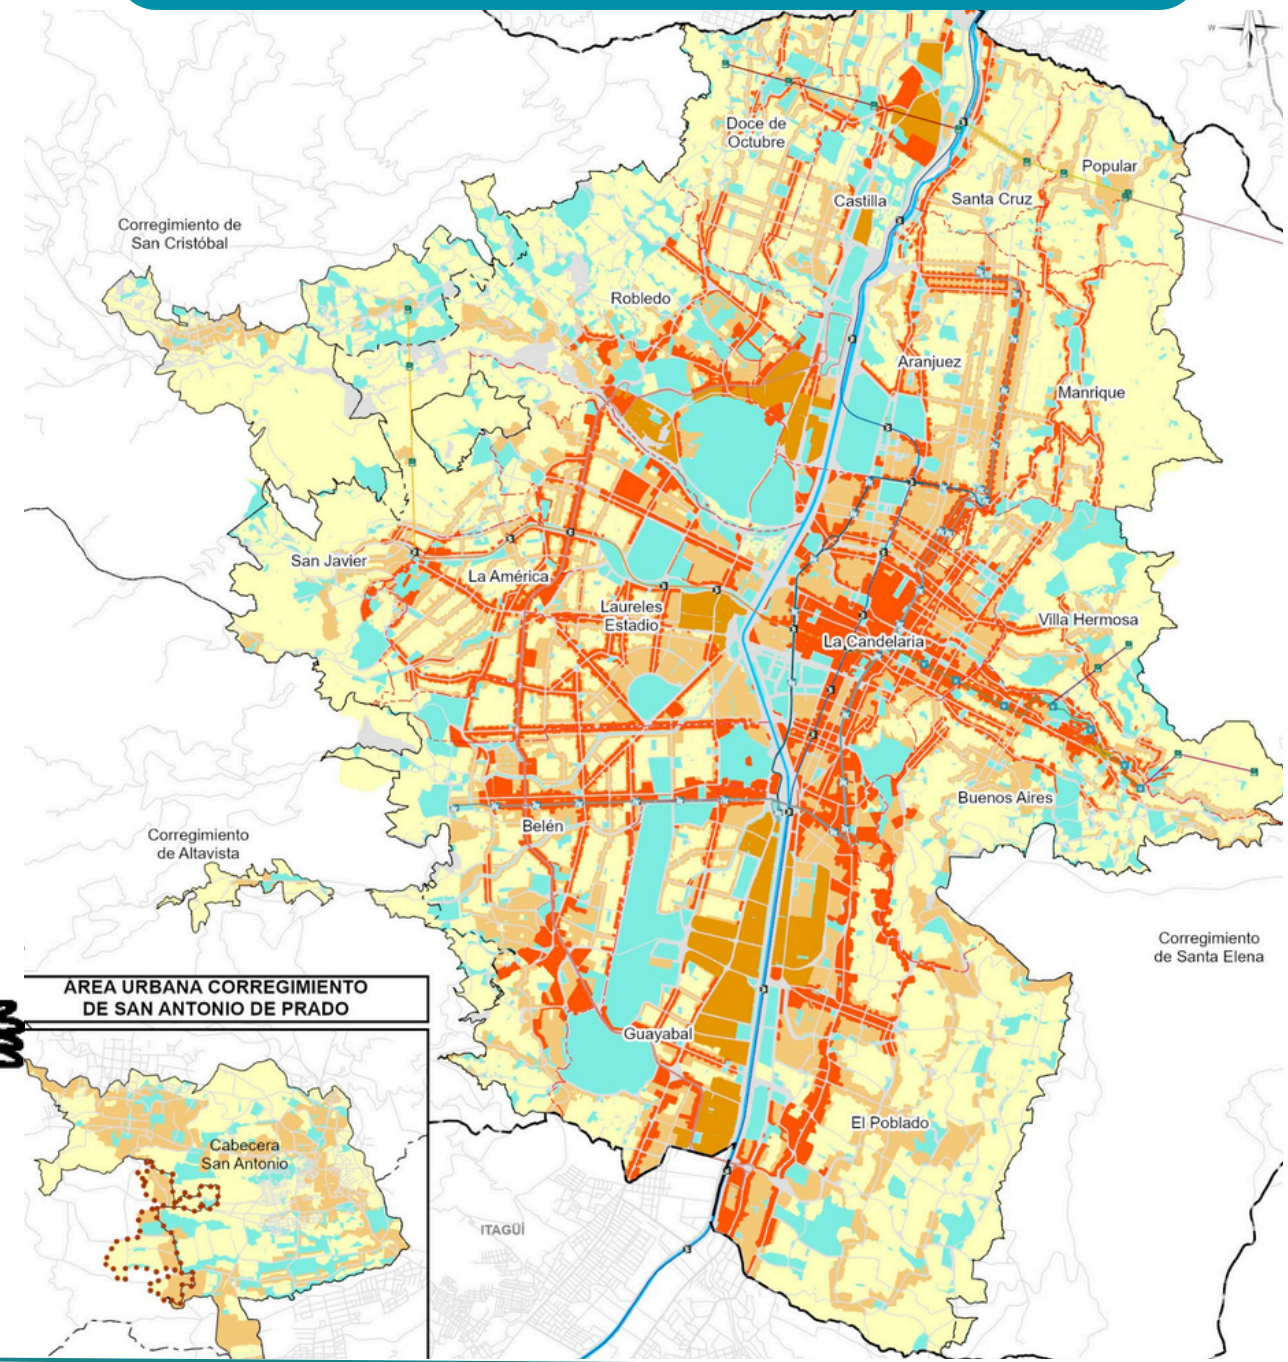 W
S
Doce de
Octubre
Popular
Castilla
Santa Cruz
Corregimiento de
San Cristóbal
Robledo
Aranjuez
Manrique
San Javier
La América
Laureles
Estadio
Villa Hermosa
La Candelaria
Buenos Aires
Belén
Corregimiento
de Altavista
Corregimiento
de Santa Elena
ÁREA URBANA CORREGIMIENTO
DE SAN ANTONIO DE PRADO
Guayabal
El Poblado
Cabecera
San Antonio
ITAGÜÍ